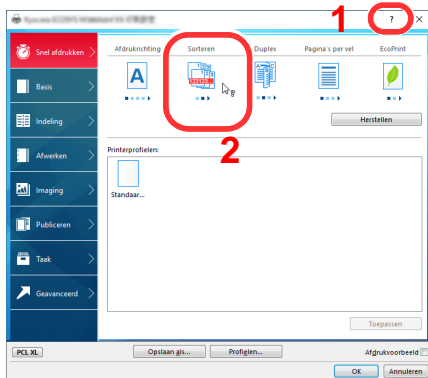 1
? ×
Snel afdrukken
Basis
Indeling
Afwerken
Imaging
Publiceren
Taak
Geavanceerd
Afdrukrichting Sorteren Duplex Pagina's per vel EcoPrint
A
123123
2
Herstellen
Printerprofielen:
Standaar...
Toepassen
PCL XL Opslaan als... Profielen... Afdrukvoorbeeld
OK Annuleren